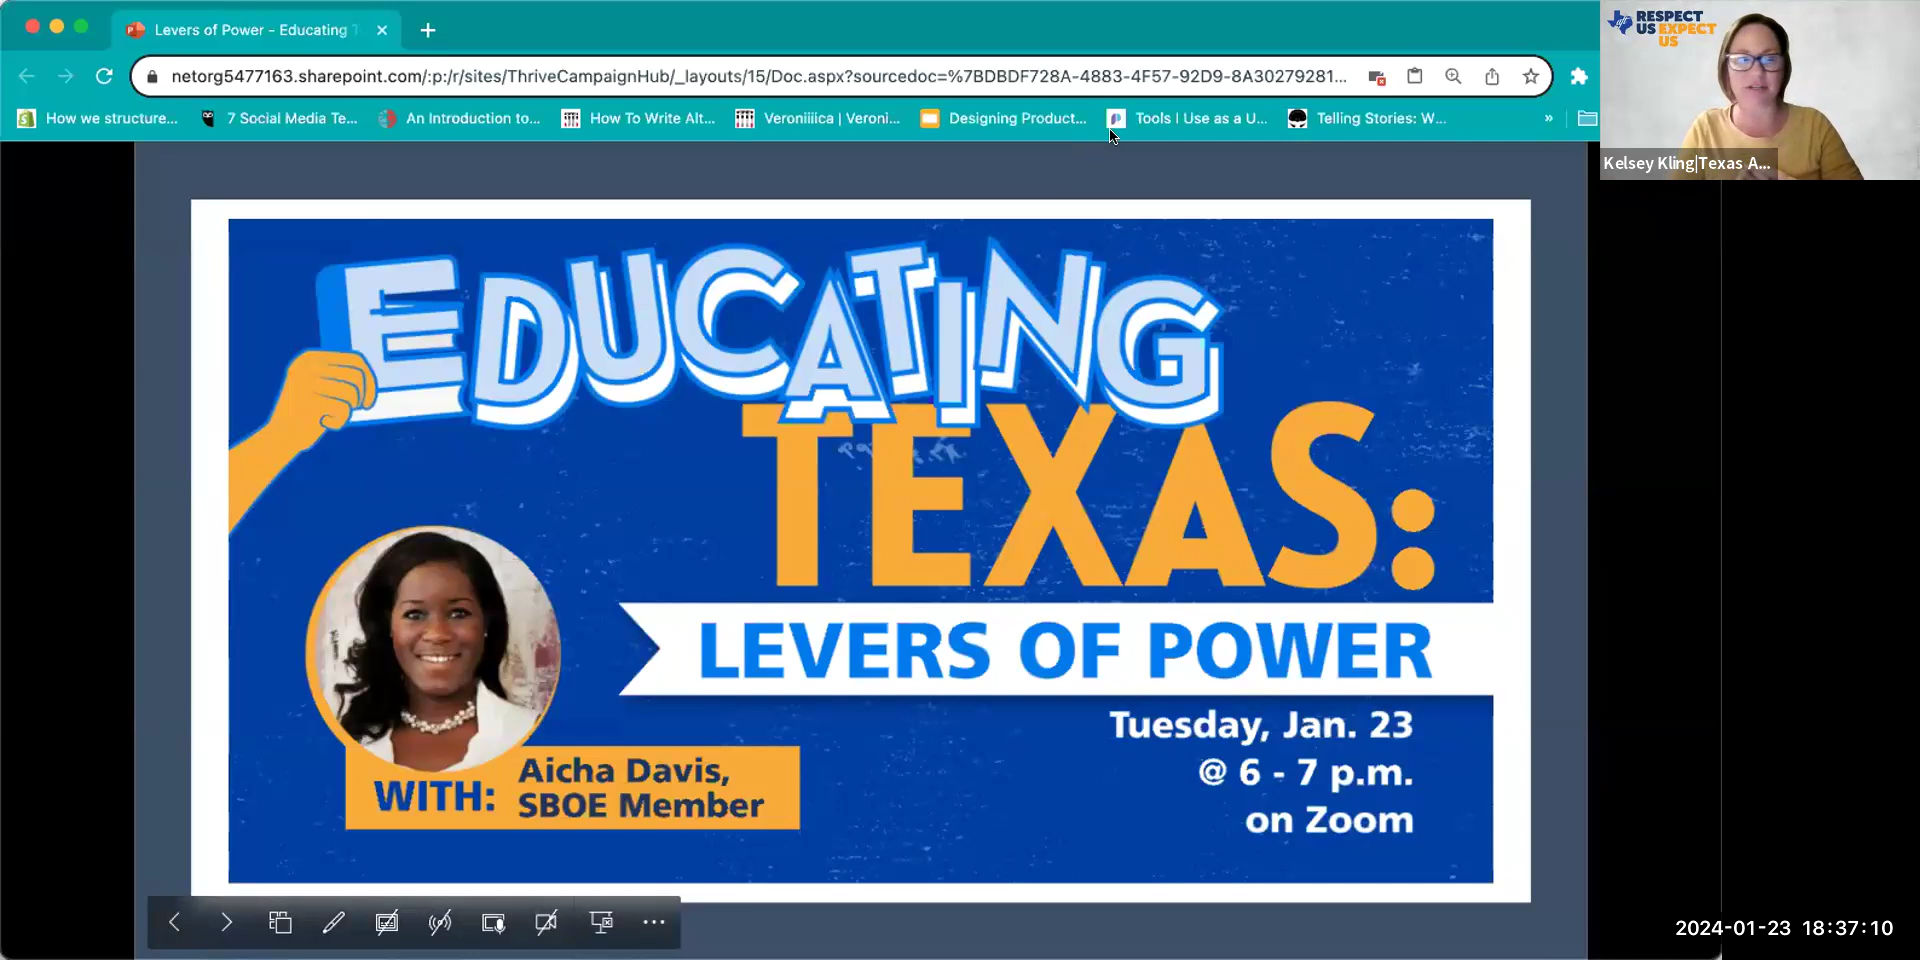 Levers of Power - Educating T
netorg5477163.sharepoint.com/:p:/r/sites/ThriveCampaignHub/_layouts/15/Doc.aspx?sourcedoc=%7BDBDF728A-4883-4F57-92D9-8A30279281...
How we structure...
7 Social Media Te...
An Introduction to...
How To Write Alt...
Veroniiiica | Veroni...
Designing Product...
Tools I Use as a U...
Telling Stories: W...
»
RESPECT
US EXPECT
US
Kelsey Kling|Texas A...
EDUCATING
TEXAS:
LEVERS OF POWER
Tuesday, Jan. 23
@ 6 - 7 p.m.
on Zoom
WITH: Aicha Davis,
SBOE Member
2024-01-23 18:37:10